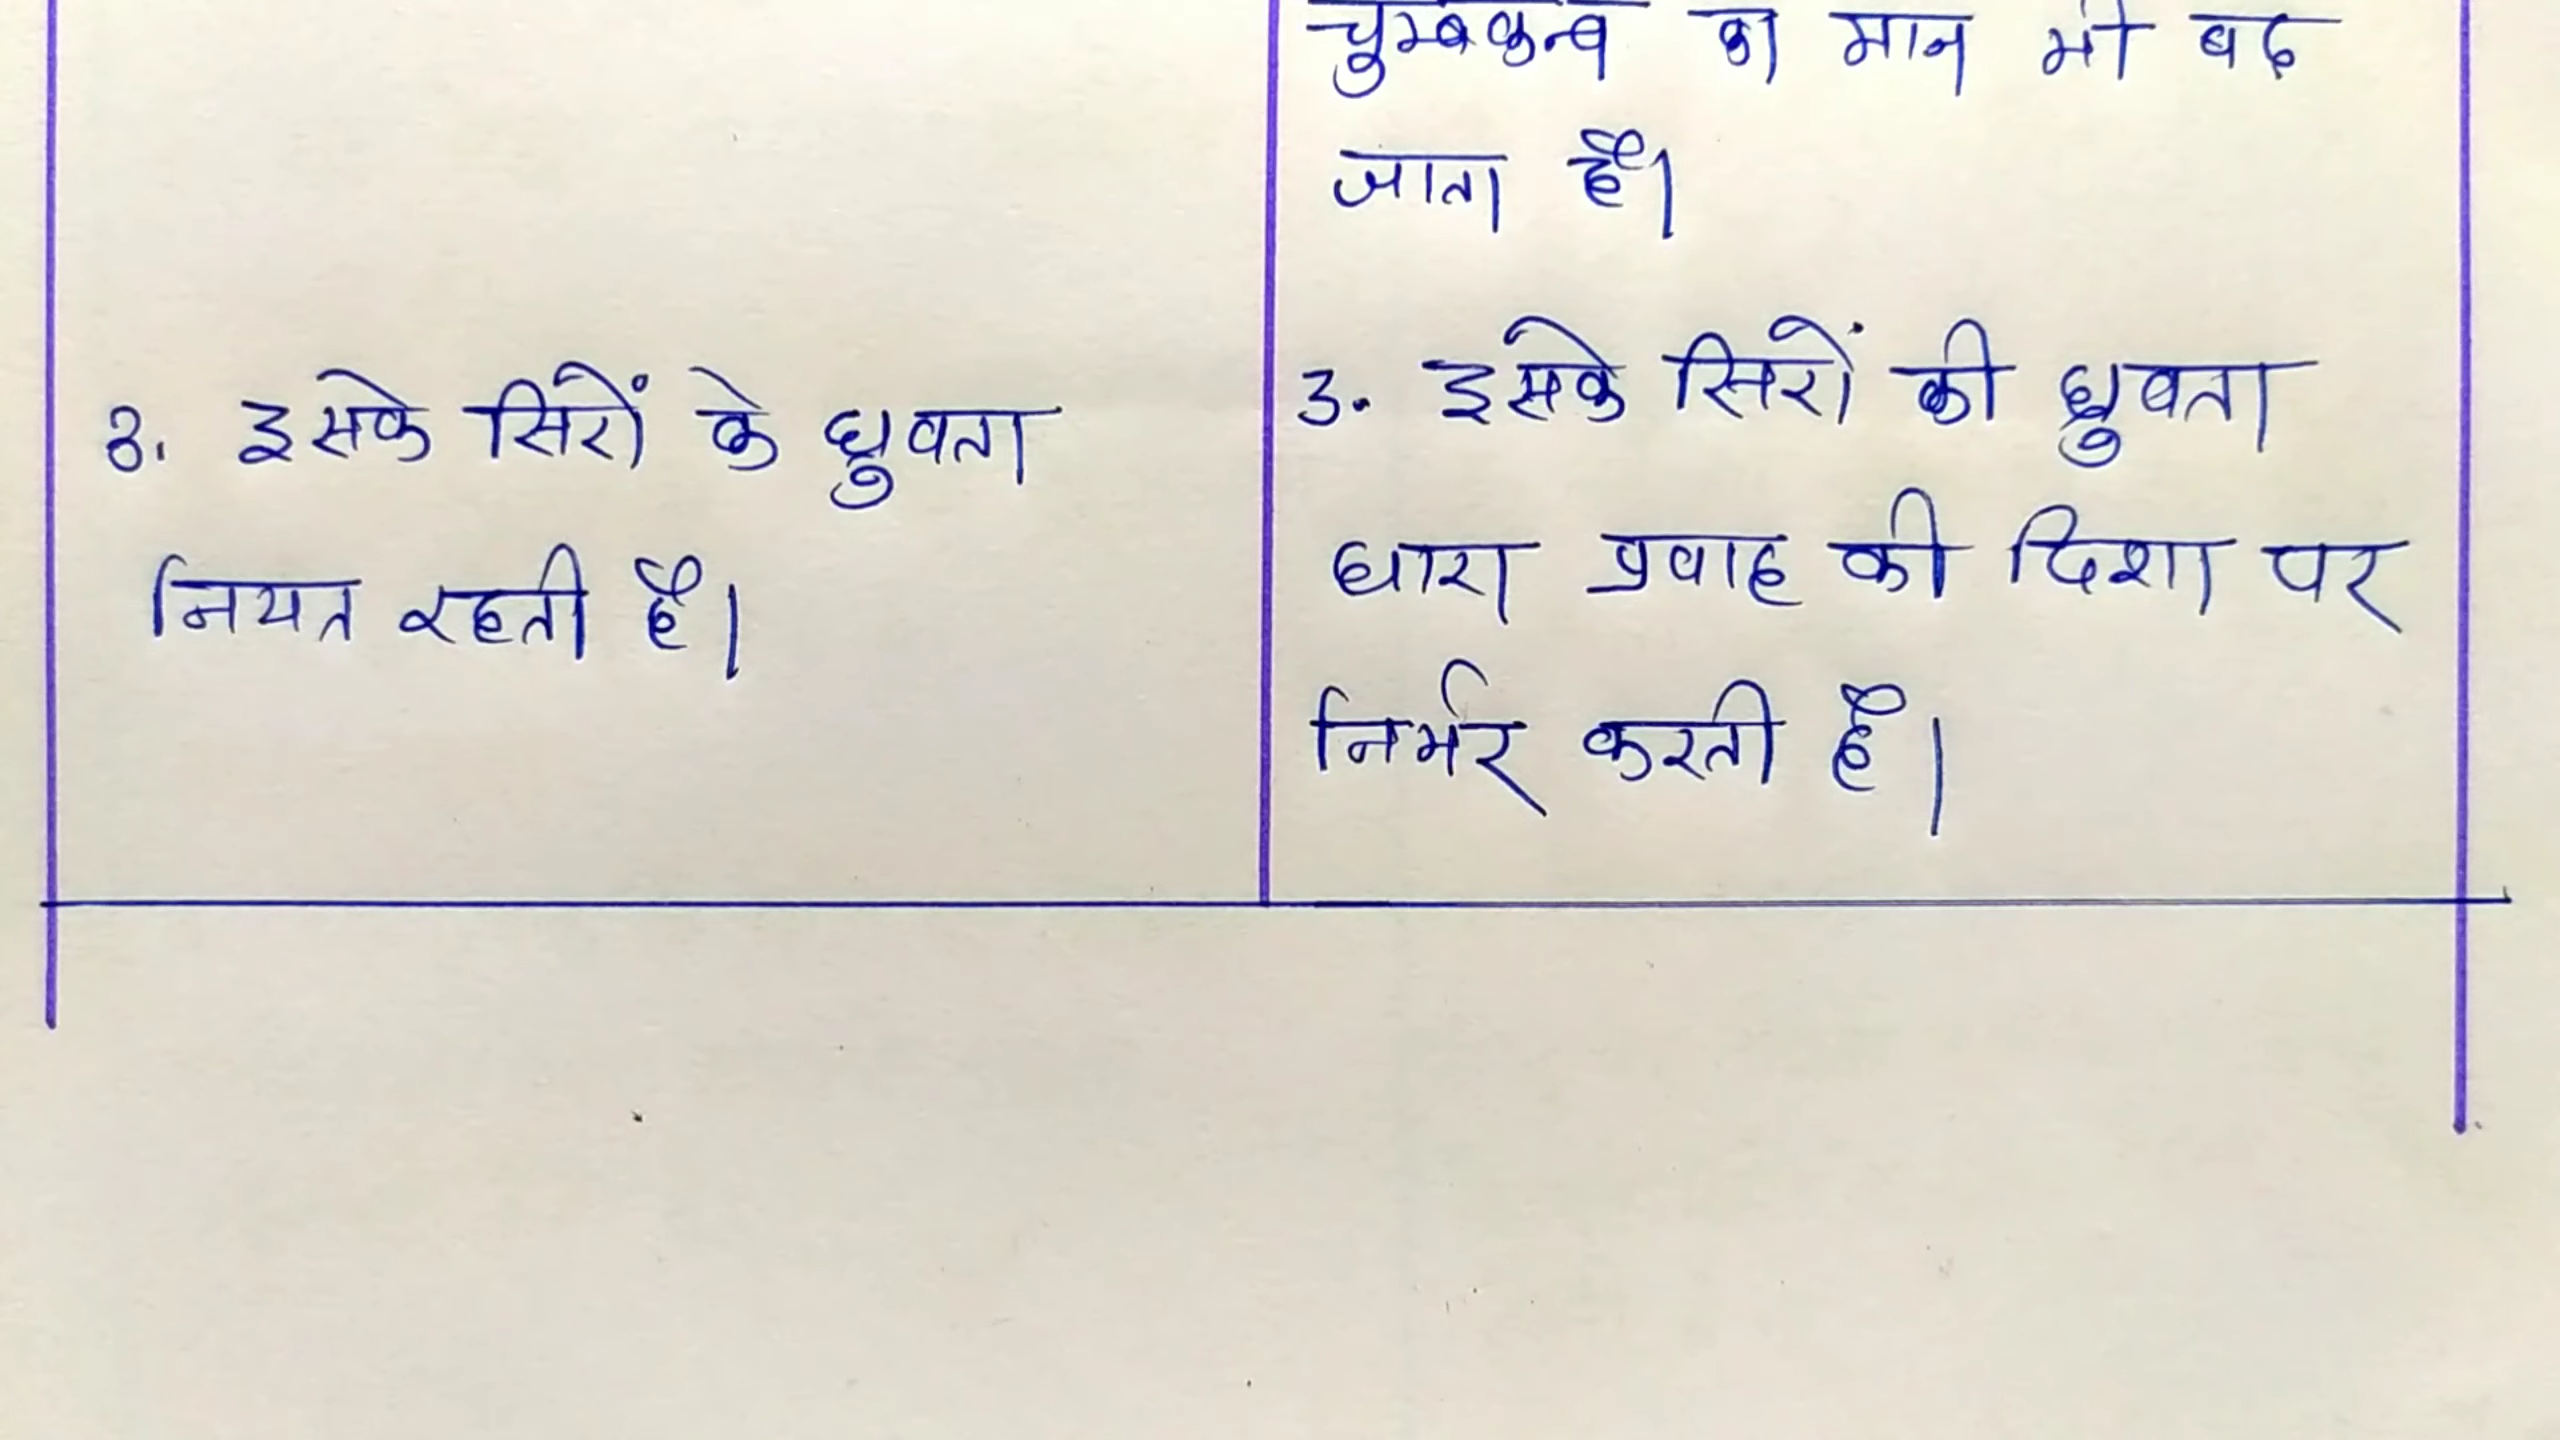 चुम्बकत्व का मान भी बढ़
जाता है।
3. इसके सिरों के ध्रुवता
नियत रहती है।
3. इसके सिरों की ध्रुवता
धारा प्रवाह की दिशा पर
निर्भर करती है।